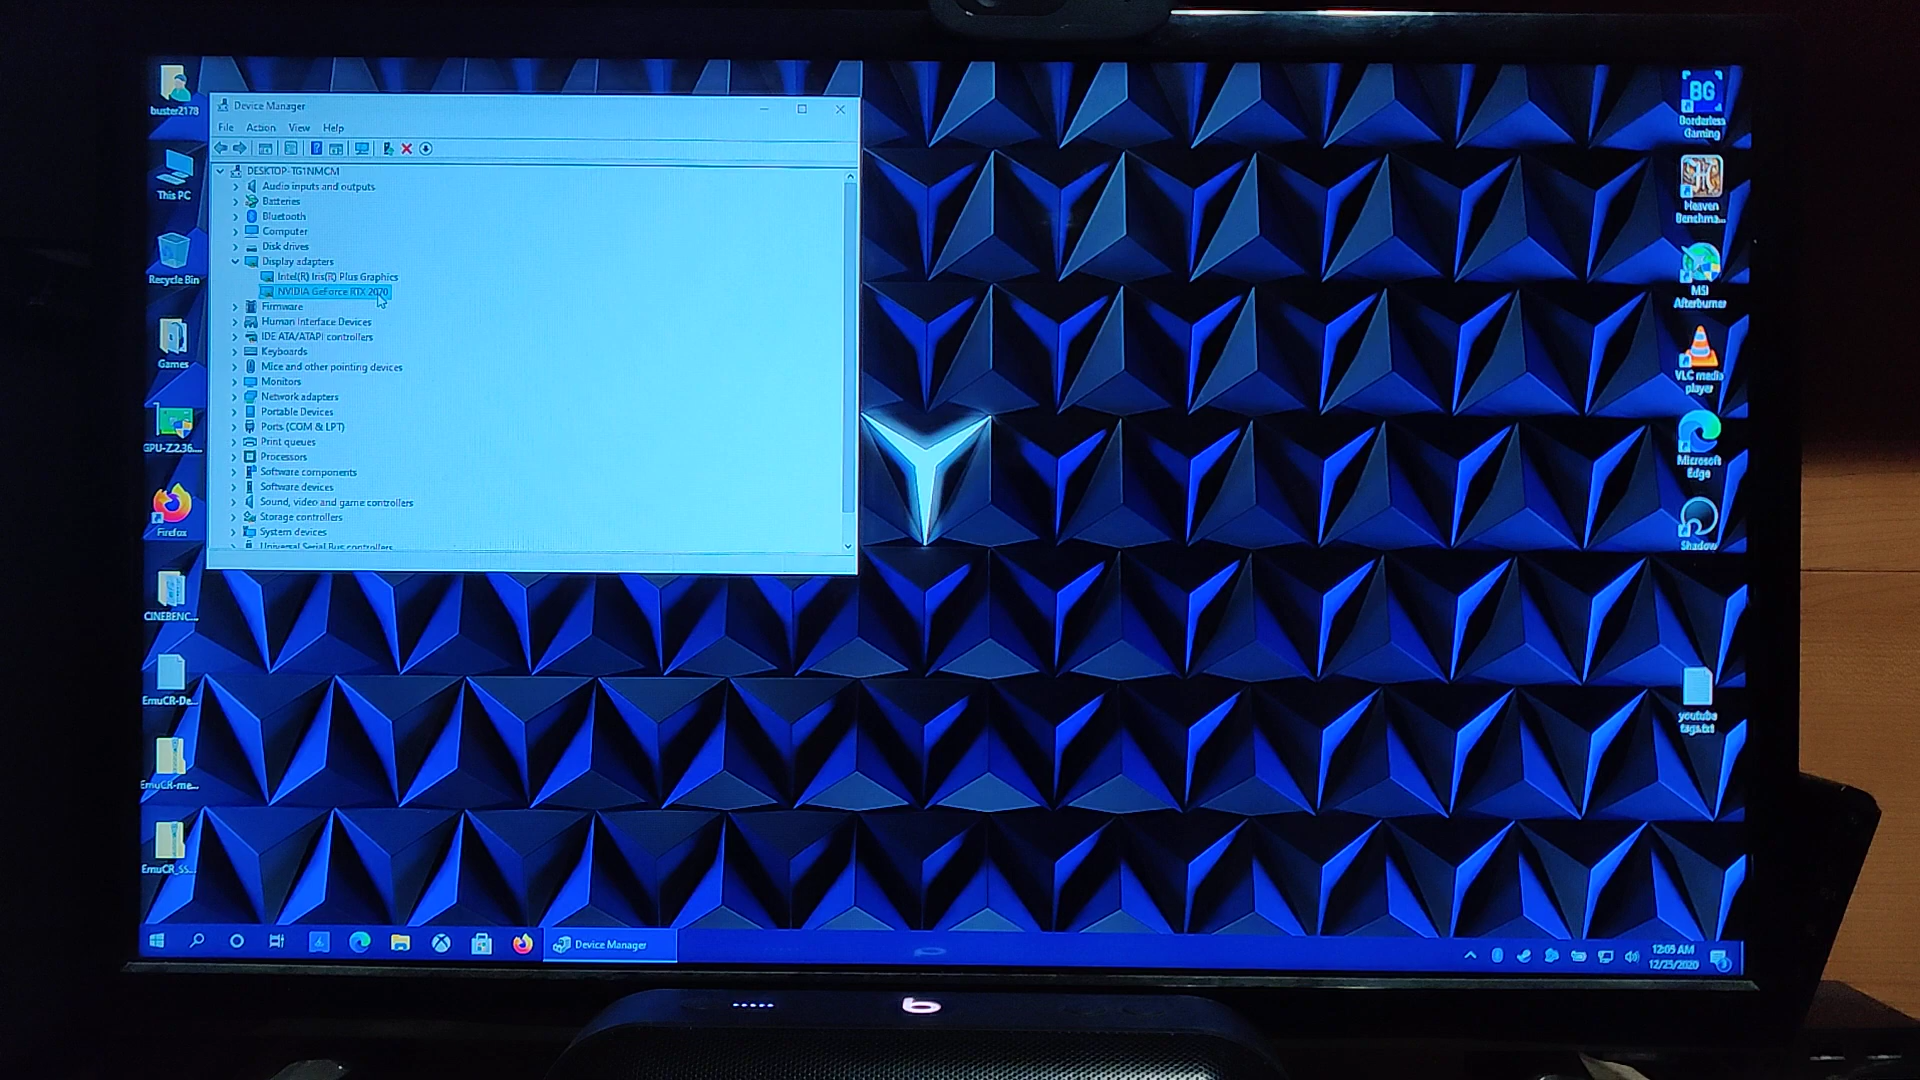 buster2178
This PC
Recycle Bin
Games
GPU-Z.2.36....
Firefox
CINEBENC...
EmuCR-De...
EmuCR-me...
EmuCR_SS...
Device Manager
File Action View Help
DESKTOP-TG1NMCM
Audio inputs and outputs
Batteries
Bluetooth
Computer
Disk drives
Display adapters
Intel(R) Iris(R) Plus Graphics
NVIDIA GeForce RTX 2070
Firmware
Human Interface Devices
IDE ATA/ATAPI controllers
Keyboards
Mice and other pointing devices
Monitors
Network adapters
Portable Devices
Ports (COM & LPT)
Print queues
Processors
Software components
Software devices
Sound, video and game controllers
Storage controllers
System devices
Universal Serial Bus controllers
BG
Borderless
Gaming
Heaven
Benchma...
MSI
Afterburner
VLC media
player
Microsoft
Edge
Shadow
youtube
tags.txt
Device Manager
12:05 AM
12/25/2020
b